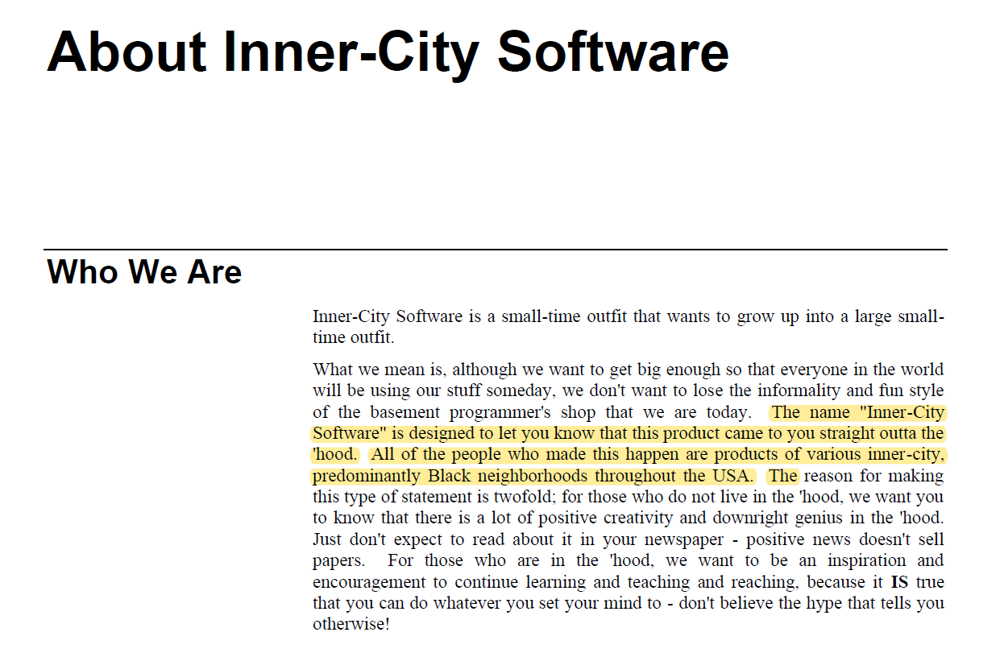 About Inner-City Software
Who We Are
Inner-City Software is a small-time outfit that wants to grow up into a large small-
time outfit.
What we mean is, although we want to get big enough so that everyone in the world
will be using our stuff someday, we don't want to lose the informality and fun style
of the basement programmer's shop that we are today. The name "Inner-City
Software" is designed to let you know that this product came to you straight outta the
'hood. All of the people who made this happen are products of various inner-city,
predominantly Black neighborhoods throughout the USA. The reason for making
this type of statement is twofold; for those who do not live in the 'hood, we want you
to know that there is a lot of positive creativity and downright genius in the 'hood.
Just don't expect to read about it in your newspaper - positive news doesn't sell
papers. For those who are in the 'hood, we want to be an inspiration and
encouragement to continue learning and teaching and reaching, because it IS true
that you can do whatever you set your mind to - don't believe the hype that tells you
otherwise!